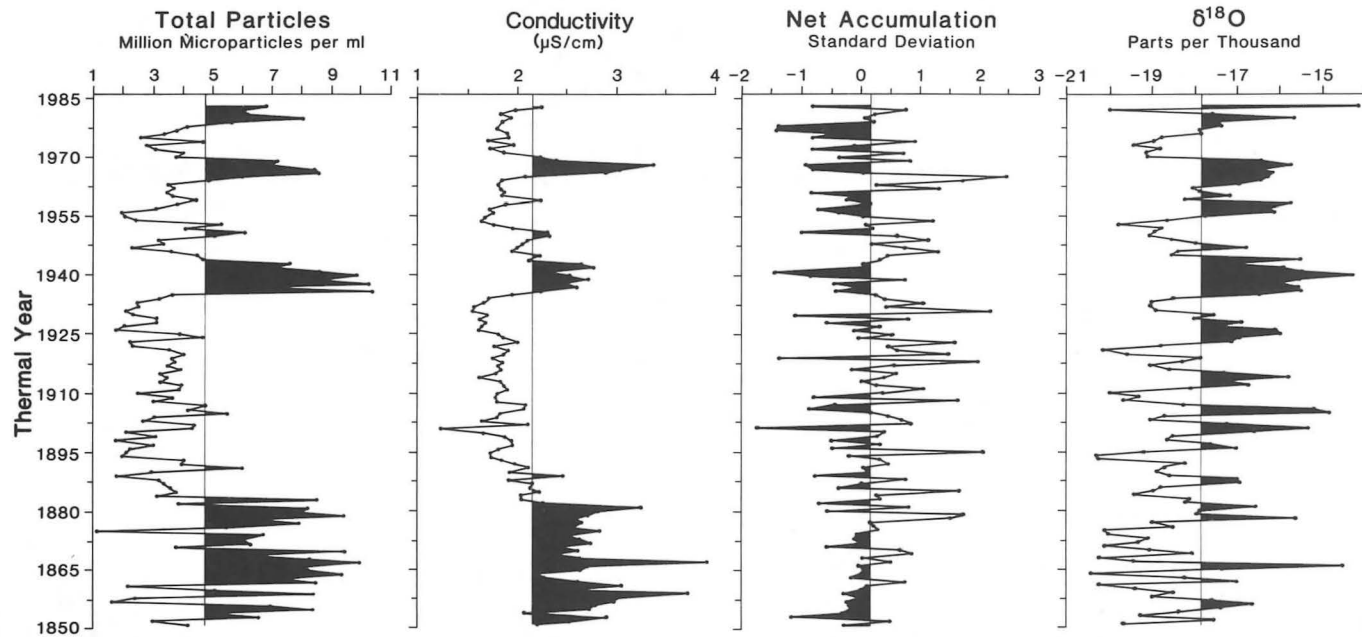 Total Particles
Million Microparticles per ml
1 3 5 7 9 11
Conductivity
(µS/cm)
1 2 3 4
Net Accumulation
Standard Deviation
−2 −1 0 1 2 3
δ18O
Parts per Thousand
−21 −19 −17 −15
Thermal Year
1985
1970
1955
1940
1925
1910
1895
1880
1865
1850